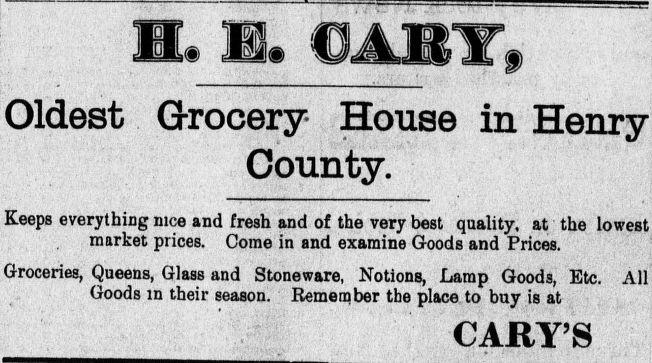 H. E. CARY,
Oldest Grocery House in Henry
County.
Keeps everything nice and fresh and of the very best quality, at the lowest
market prices. Come in and examine Goods and Prices.
Groceries, Queens, Glass and Stoneware, Notions, Lamp Goods, Etc. All
Goods in their season. Remember the place to buy is at
CARY'S